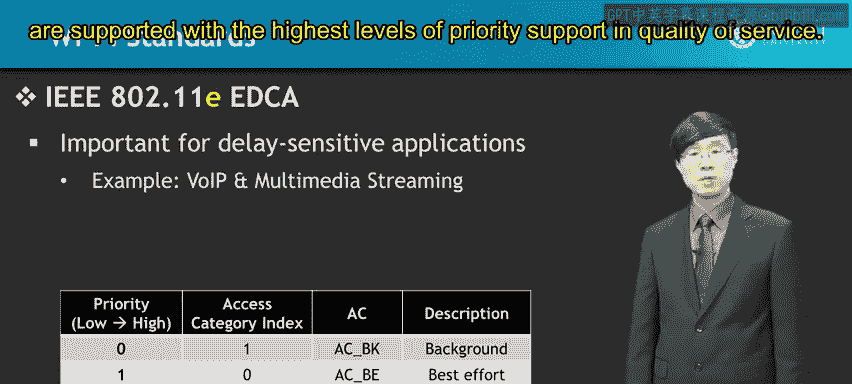 are supported with the highest levels of priority support in quality of service.
Standards
❖ IEEE 802.11e EDCA
▪ Important for delay-sensitive applications
• Example: VoIP & Multimedia Streaming
Priority (Low → High) Access Category Index AC Description
0 1 AC_BK Background
1 0 AC_BE Best effort